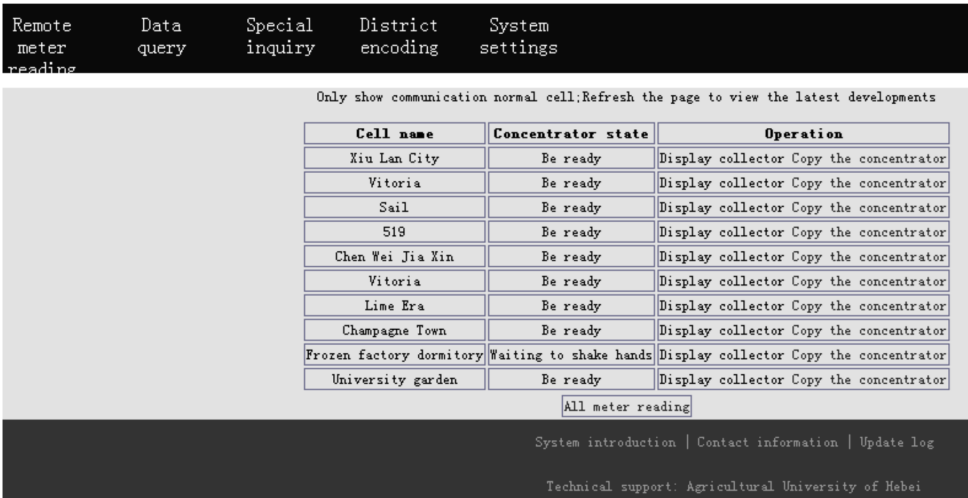 Remote meter reading
Data query
Special inquiry
District encoding
System settings
Only show communication normal cell;Refresh the page to view the latest developments
Cell name Concentrator state Operation
Xiu Lan City Be ready Display collector Copy the concentrator
Vitoria Be ready Display collector Copy the concentrator
Sail Be ready Display collector Copy the concentrator
519 Be ready Display collector Copy the concentrator
Chen Wei Jia Xin Be ready Display collector Copy the concentrator
Vitoria Be ready Display collector Copy the concentrator
Lime Era Be ready Display collector Copy the concentrator
Champagne Town Be ready Display collector Copy the concentrator
Frozen factory dormitory Waiting to shake hands Display collector Copy the concentrator
University garden Be ready Display collector Copy the concentrator
All meter reading
System introduction | Contact information | Update log
Technical support: Agricultural University of Hebei